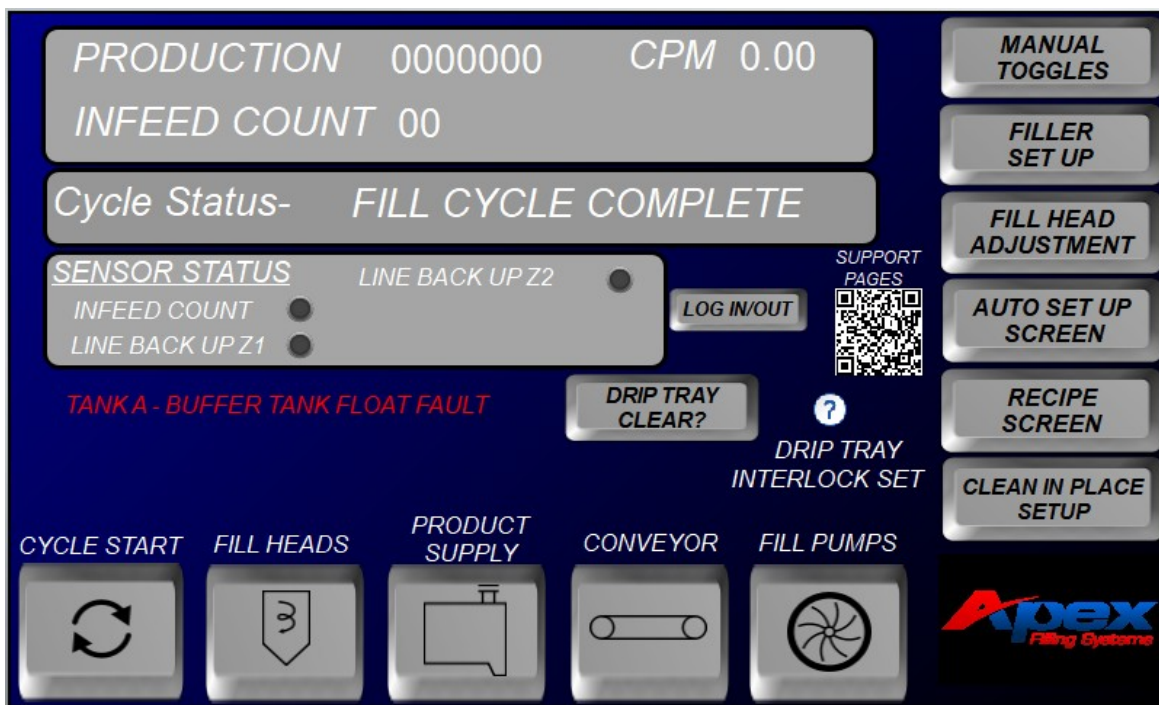 PRODUCTION 0000000 CPM 0.00
INFEED COUNT 00
Cycle Status- FILL CYCLE COMPLETE
SENSOR STATUS
LINE BACK UP Z2
INFEED COUNT
LINE BACK UP Z1
LOG IN/OUT
SUPPORT
PAGES
TANK A - BUFFER TANK FLOAT FAULT
DRIP TRAY
CLEAR?
?
DRIP TRAY
INTERLOCK SET
CYCLE START
FILL HEADS
PRODUCT
SUPPLY
CONVEYOR
FILL PUMPS
MANUAL
TOGGLES
FILLER
SET UP
FILL HEAD
ADJUSTMENT
AUTO SET UP
SCREEN
RECIPE
SCREEN
CLEAN IN PLACE
SETUP
Apex
Filling Systems